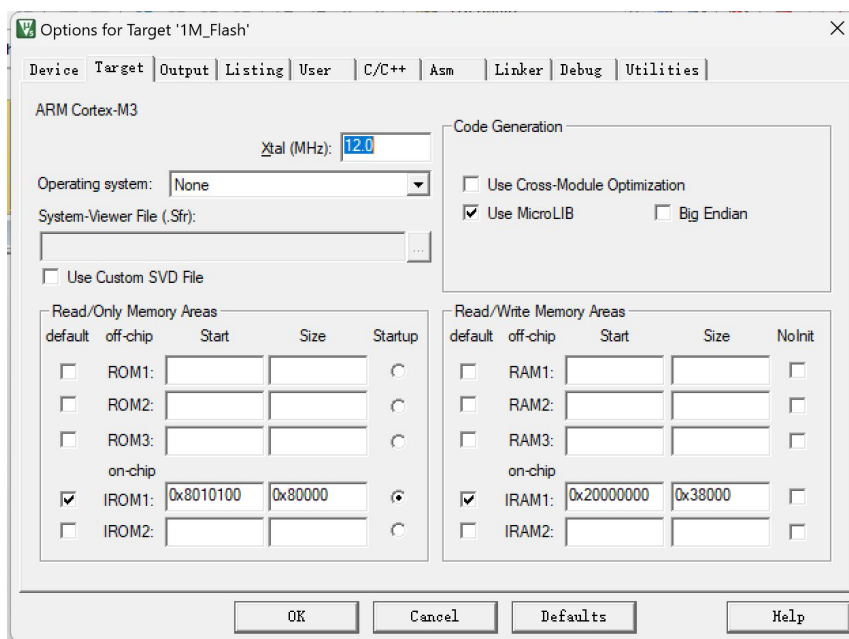 Options for Target '1M_Flash'
Device Target Output Listing User C/C++ Asm Linker Debug Utilities
ARM Cortex-M3
Xtal (MHz): 12.0
Operating system: None
System-Viewer File (.Sfr):
...
Use Custom SVD File
Code Generation
Use Cross-Module Optimization
Use MicroLIB Big Endian
Read/Only Memory Areas
default off-chip Start Size Startup
ROM1:
ROM2:
ROM3:
on-chip
IROM1: 0x8010100 0x80000
IROM2:
Read/Write Memory Areas
default off-chip Start Size NoInit
RAM1:
RAM2:
RAM3:
on-chip
IRAM1: 0x20000000 0x38000
IRAM2:
OK Cancel Defaults Help